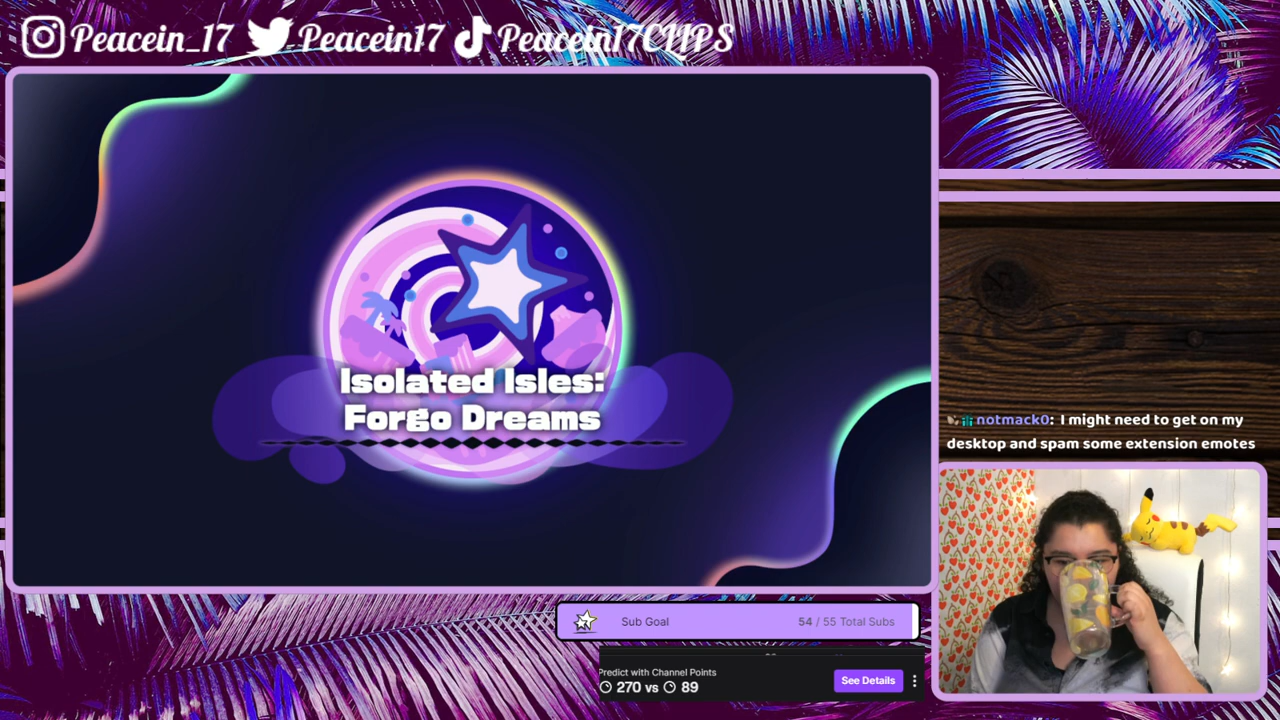 Peacein_17 Peacein17 Peacein17ClIPS
Isolated Isles:
Forgo Dreams
notmack0: I might need to get on my
desktop and spam some extension emotes
Sub Goal 54 / 55 Total Subs
Predict with Channel Points
270 vs 89
See Details